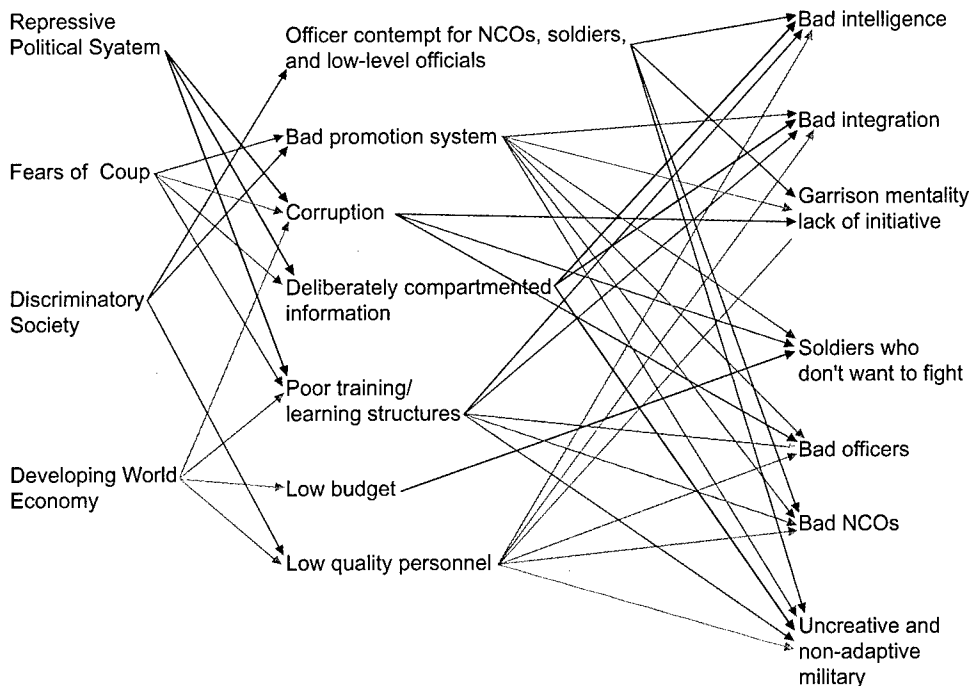 Repressive
Political Syatem
Fears of Coup
Discriminatory
Society
Developing World
Economy
Officer contempt for NCOs, soldiers,
and low-level officials
Bad promotion system
Corruption
Deliberately compartmented
information
Poor training/
learning structures
Low budget
Low quality personnel
Bad intelligence
Bad integration
Garrison mentality
lack of initiative
Soldiers who
don't want to fight
Bad officers
Bad NCOs
Uncreative and
non-adaptive
military